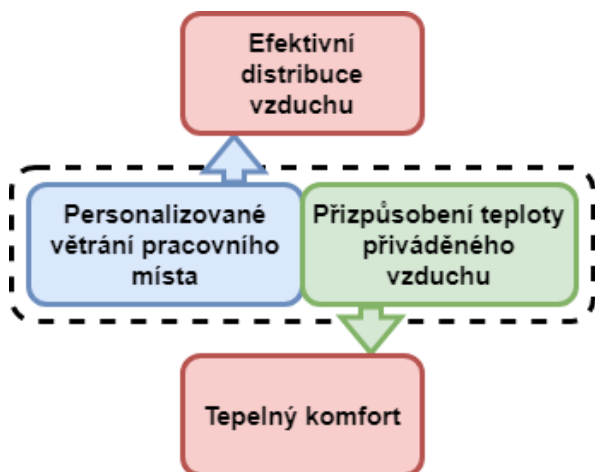 Efektivní
distribuce
vzduchu
Personalizované
větrání pracovního
místa
Přizpůsobení teploty
přiváděného
vzduchu
Tepelný komfort